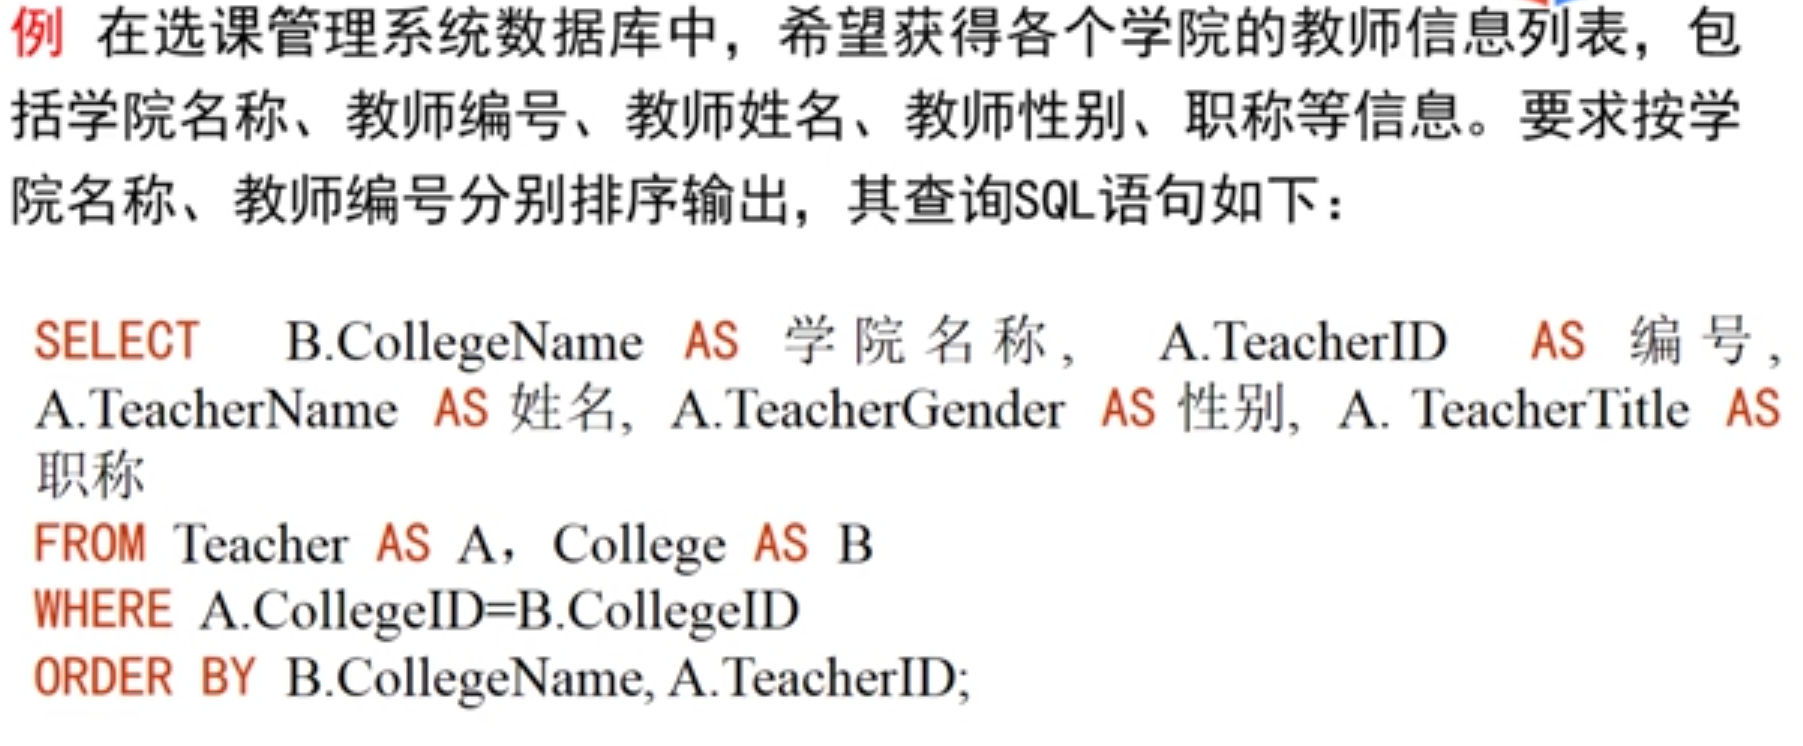 例 在选课管理系统数据库中，希望获得各个学院的教师信息列表，包
括学院名称、教师编号、教师姓名、教师性别、职称等信息。要求按学
院名称、教师编号分别排序输出，其查询SQL语句如下：
SELECT B.CollegeName AS 学院名称, A.TeacherID AS 编号,
A.TeacherName AS 姓名, A.TeacherGender AS 性别, A. TeacherTitle AS
职称
FROM Teacher AS A，College AS B
WHERE A.CollegeID=B.CollegeID
ORDER BY B.CollegeName, A.TeacherID;